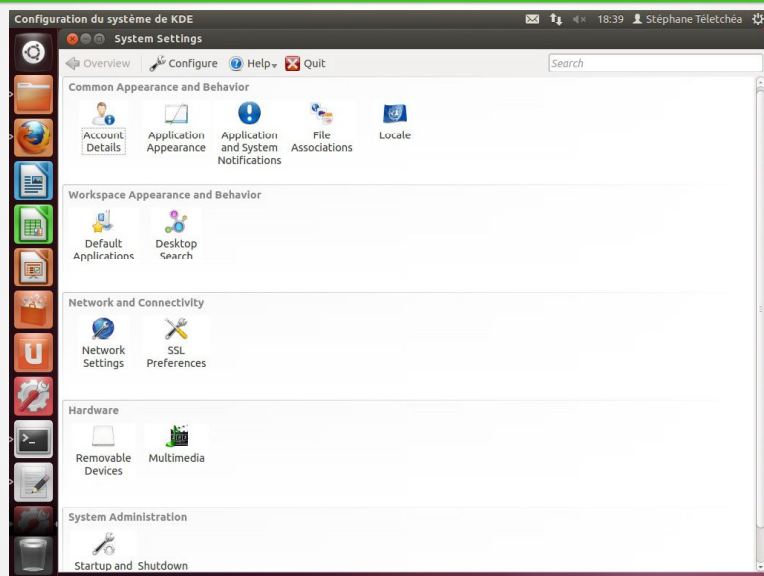 Configuration du système de KDE 18:39 Stéphane Télétchéa
System Settings
Overview Configure Help Quit Search
Common Appearance and Behavior
Account Details
Application Appearance
Application and System Notifications
File Associations
Locale
Workspace Appearance and Behavior
Default Applications
Desktop Search
Network and Connectivity
Network Settings
SSL Preferences
Hardware
Removable Devices
Multimedia
System Administration
Startup and Shutdown